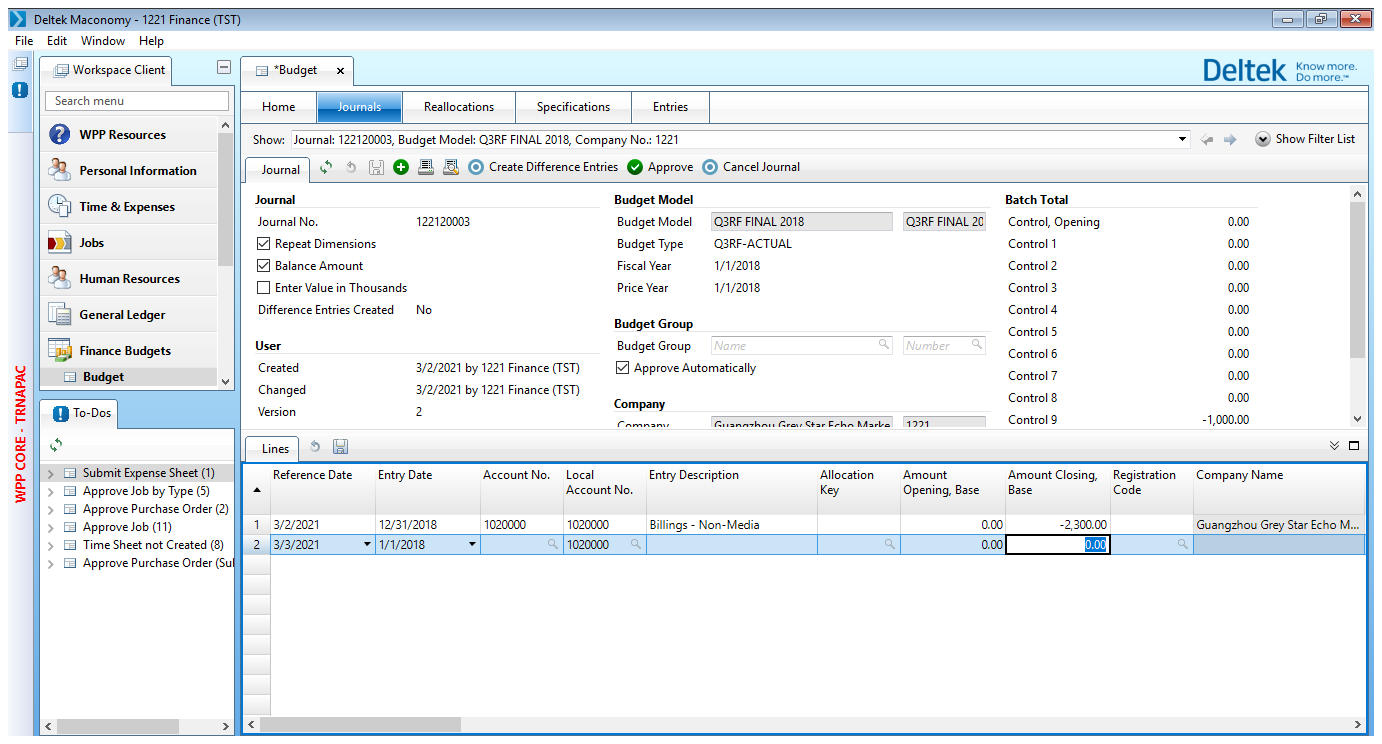 Deltek Maconomy - 1221 Finance (TST)
File Edit Window Help
Workspace Client
Search menu
WPP Resources
Personal Information
Time & Expenses
Jobs
Human Resources
General Ledger
Finance Budgets
Budget
WPP CORE - TRNAPAC
To-Dos
Submit Expense Sheet (1)
Approve Job by Type (5)
Approve Purchase Order (2)
Approve Job (11)
Time Sheet not Created (8)
Approve Purchase Order (Sul
*Budget
Deltek Know more. Do more.™
Home Journals Reallocations Specifications Entries
Show: Journal: 122120003, Budget Model: Q3RF FINAL 2018, Company No.: 1221 Show Filter List
Journal Create Difference Entries Approve Cancel Journal
Journal
Journal No. 122120003
Repeat Dimensions
Balance Amount
Enter Value in Thousands
Difference Entries Created No
User
Created 3/2/2021 by 1221 Finance (TST)
Changed 3/2/2021 by 1221 Finance (TST)
Version 2
Budget Model
Budget Model Q3RF FINAL 2018 Q3RF FINAL 20
Budget Type Q3RF-ACTUAL
Fiscal Year 1/1/2018
Price Year 1/1/2018
Budget Group
Budget Group Name Number
Approve Automatically
Company
Company Guangzhou Grey Star Echo Marke 1221
Batch Total
Control, Opening 0.00
Control 1 0.00
Control 2 0.00
Control 3 0.00
Control 4 0.00
Control 5 0.00
Control 6 0.00
Control 7 0.00
Control 8 0.00
Control 9 -1,000.00
Lines
Reference Date Entry Date Account No. Local Account No. Entry Description Allocation Key Amount Opening, Base Amount Closing, Base Registration Code Company Name
1 3/2/2021 12/31/2018 1020000 1020000 Billings - Non-Media 0.00 -2,300.00 Guangzhou Grey Star Echo M...
2 3/3/2021 1/1/2018 1020000 0.00 0.00